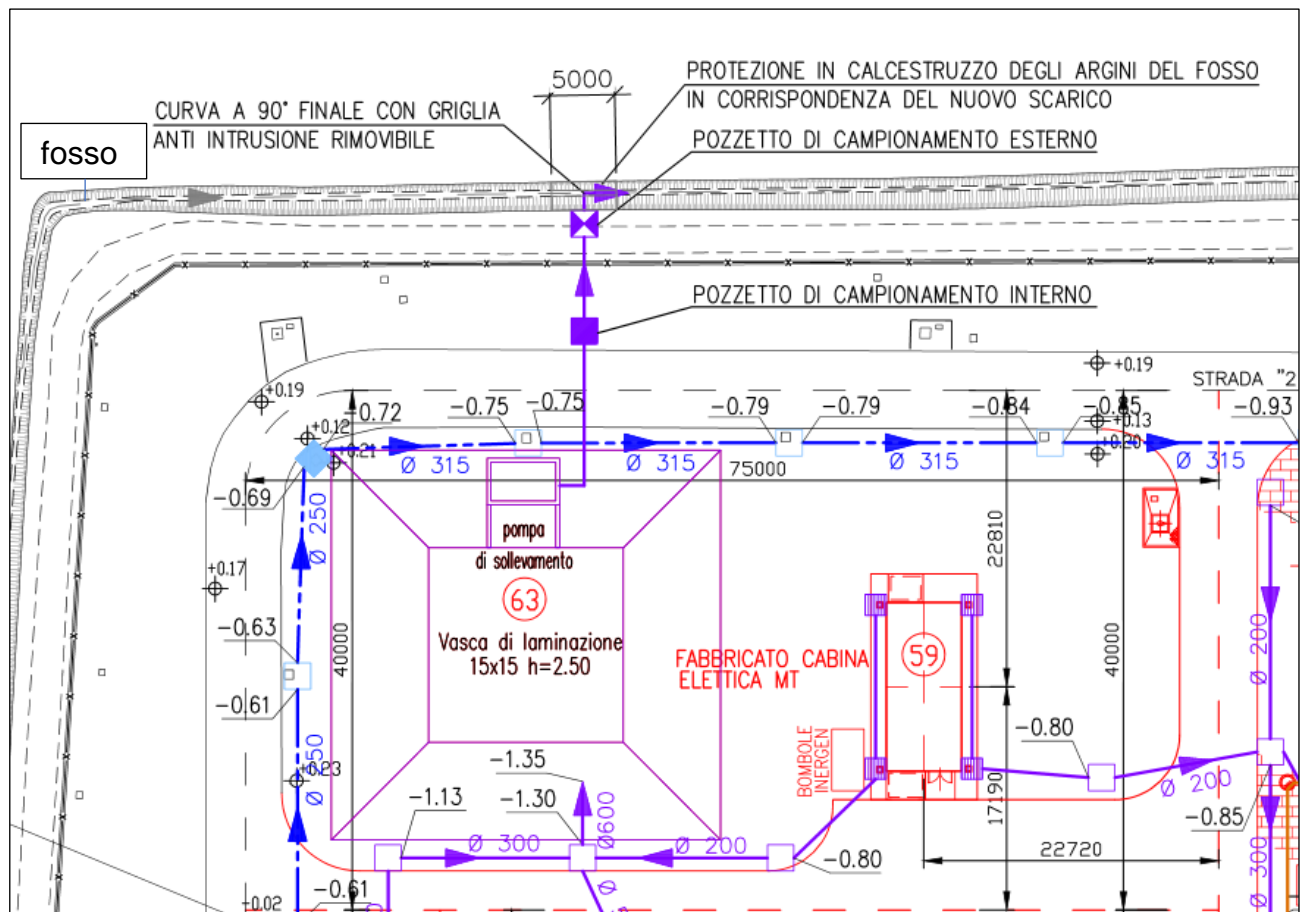 5000
PROTEZIONE IN CALCESTRUZZO DEGLI ARGINI DEL FOSSO
IN CORRISPONDENZA DEL NUOVO SCARICO
CURVA A 90° FINALE CON GRIGLIA
ANTI INTRUSIONE RIMOVIBILE
fosso
POZZETTO DI CAMPIONAMENTO ESTERNO
POZZETTO DI CAMPIONAMENTO INTERNO
+0.19
+0.19
STRADA "2
-0.72
-0.75
-0.75
-0.79
-0.79
-0.84
-0.85
-0.93
+0.12
+0.13
+0.21
+0.20
Ø 315
Ø 315
Ø 315
Ø 315
75000
-0.69
Ø 250
pompa
di sollevamento
63
Vasca di laminazione
15x15 h=2.50
22810
+0.17
-0.63
40000
40000
-0.61
FABBRICATO CABINA
ELETTICA MT
59
Ø 200
Ø 250
+0.23
-1.35
-1.30
-1.13
Ø600
Ø 300
Ø 200
-0.80
BOMBOLE
INERGEN
-0.80
17190
Ø 200
-0.85
22720
Ø 300
-0.61
-0.02